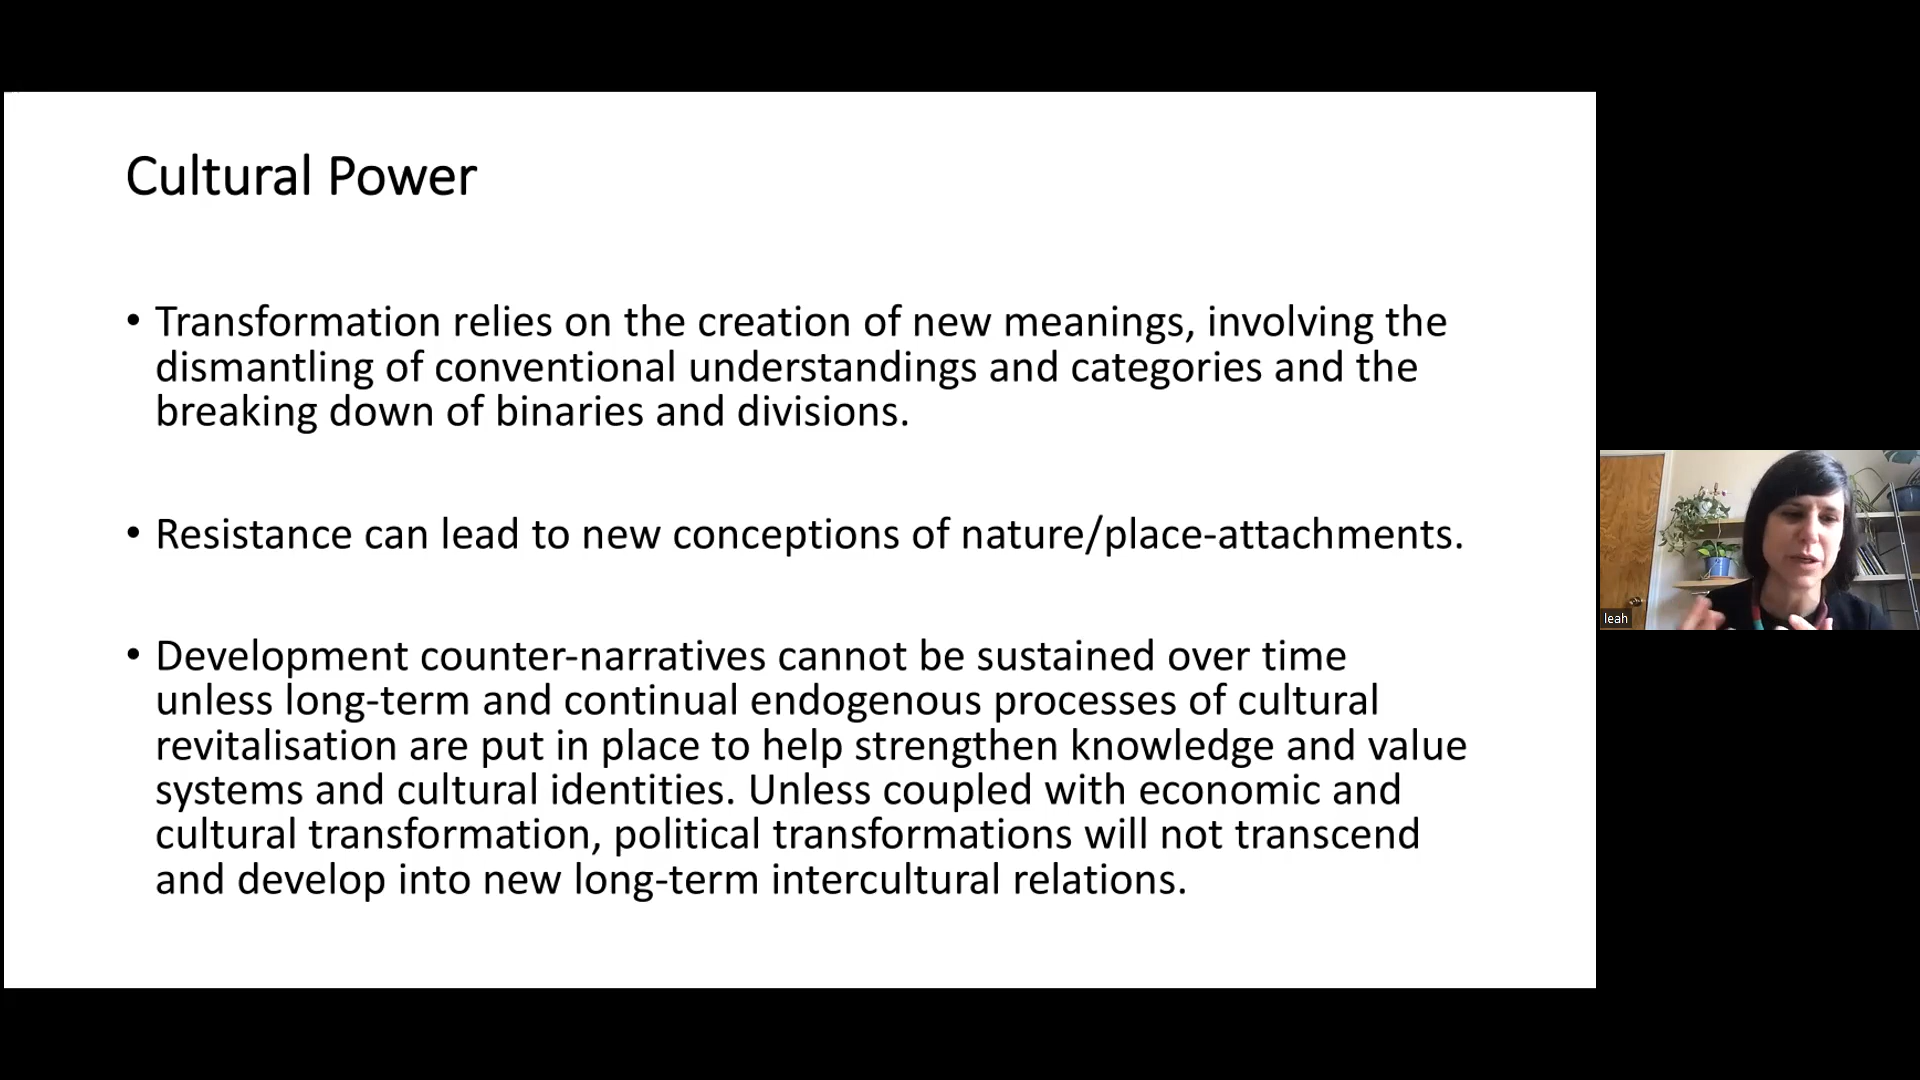 Cultural Power
• Transformation relies on the creation of new meanings, involving the
dismantling of conventional understandings and categories and the
breaking down of binaries and divisions.
• Resistance can lead to new conceptions of nature/place-attachments.
• Development counter-narratives cannot be sustained over time
unless long-term and continual endogenous processes of cultural
revitalisation are put in place to help strengthen knowledge and value
systems and cultural identities. Unless coupled with economic and
cultural transformation, political transformations will not transcend
and develop into new long-term intercultural relations.
leah